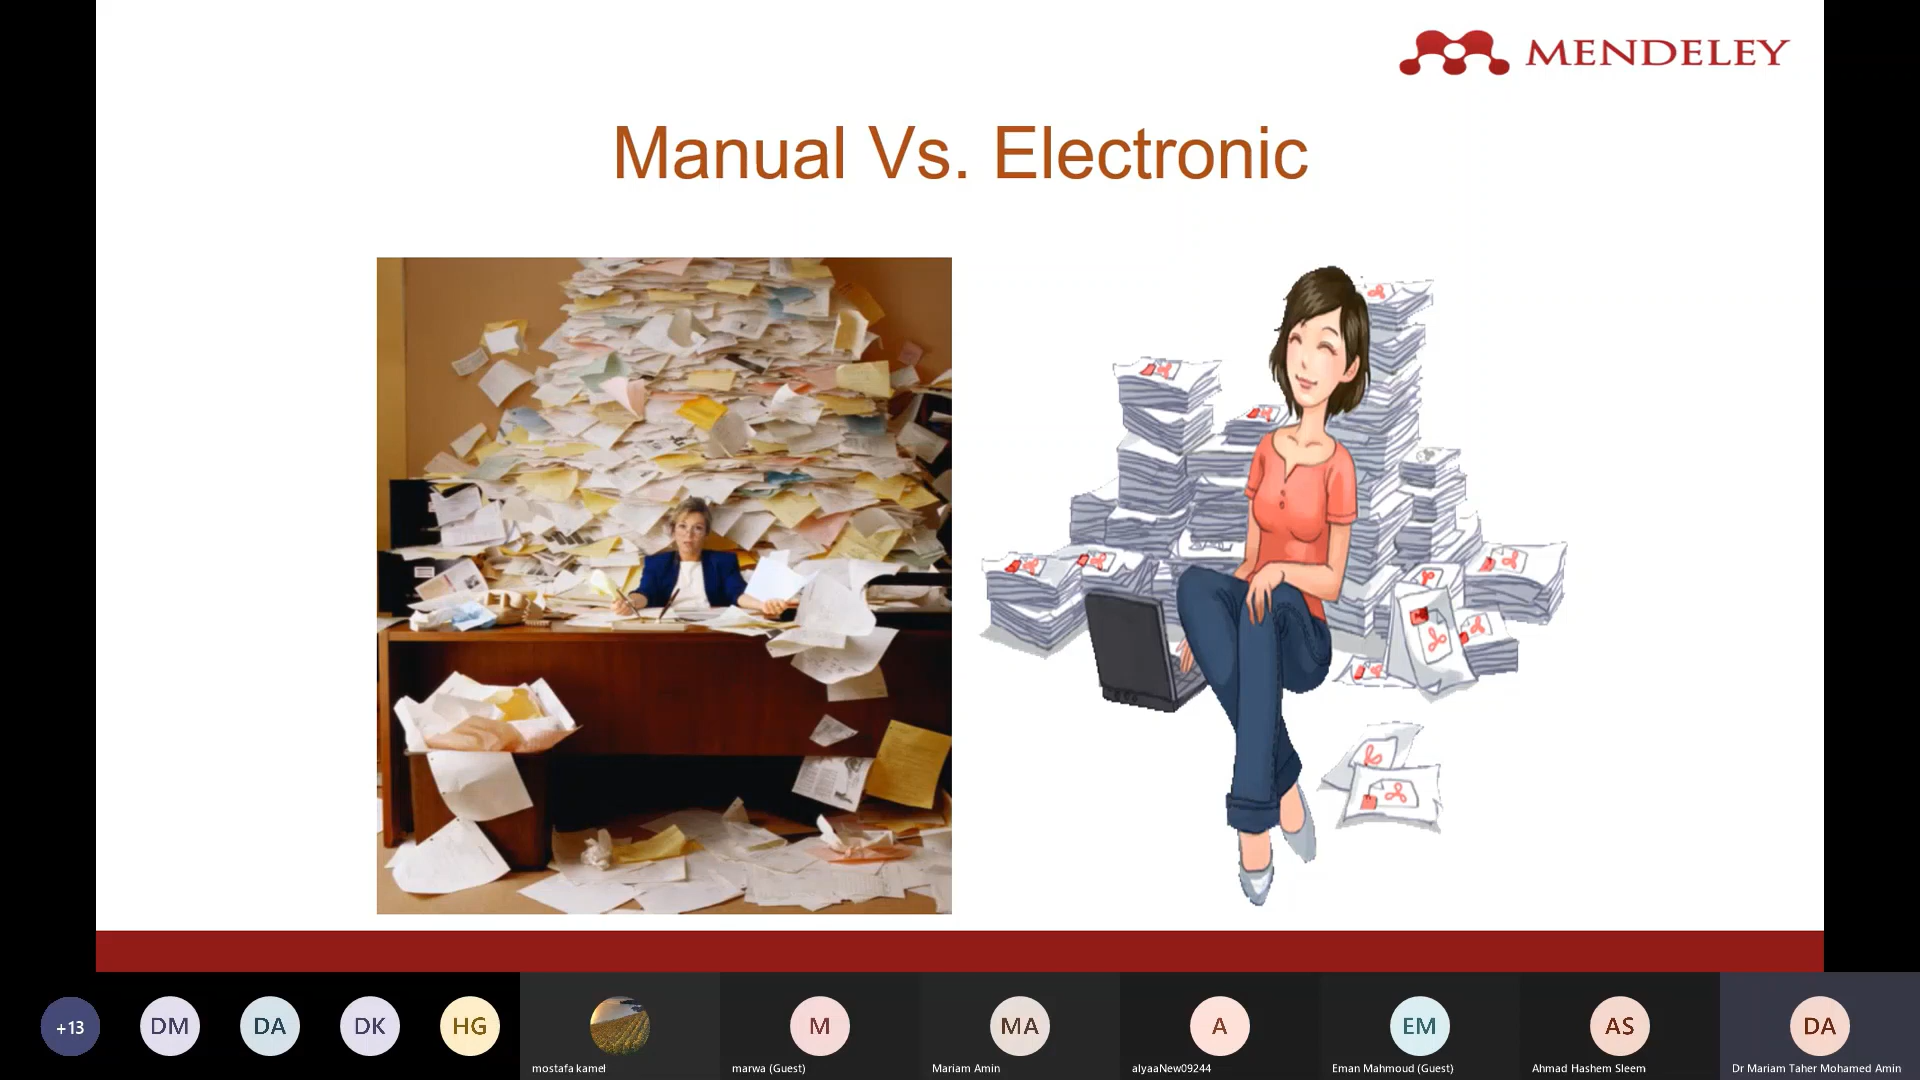 MENDELEY
Manual Vs. Electronic
+13
DM
DA
DK
HG
M
MA
A
EM
AS
DA
mostafa kamel
marwa (Guest)
Mariam Amin
alyaaNew09244
Eman Mahmoud (Guest)
Ahmad Hashem Sleem
Dr Mariam Taher Mohamed Amin